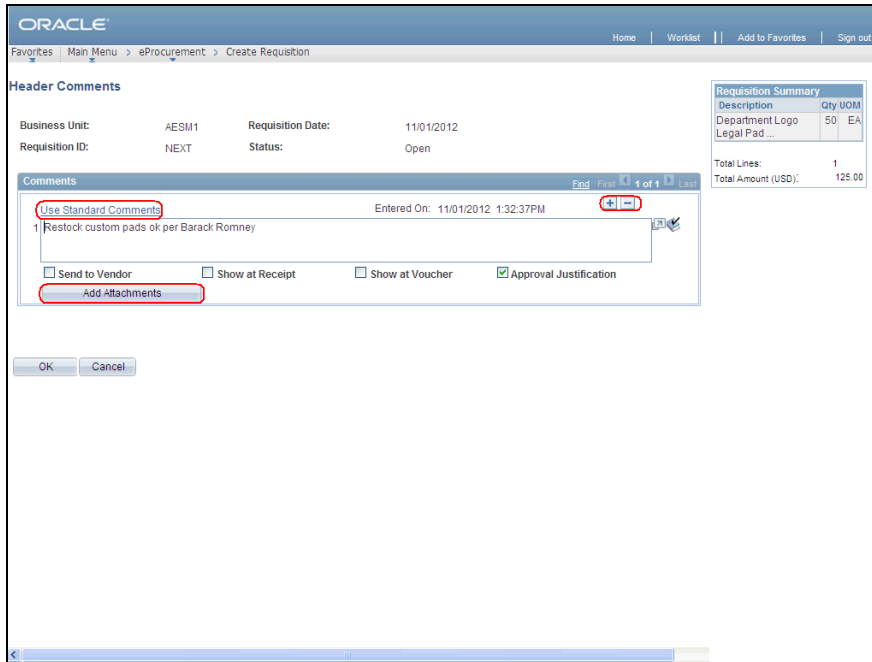 ORACLE
Home | Worklist | | Add to Favorites | Sign out
Favorites | Main Menu > eProcurement > Create Requisition
Header Comments
Business Unit: AESM1 Requisition Date: 11/01/2012
Requisition ID: NEXT Status: Open
Requisition Summary
Description Qty UOM
Department Logo Legal Pad ... 50 EA
Total Lines: 1
Total Amount (USD): 125.00
Comments Find First 1 of 1 Last
Use Standard Comments Entered On: 11/01/2012 1:32:37PM + -
1 Restock custom pads ok per Barack Romney
Send to Vendor Show at Receipt Show at Voucher Approval Justification
Add Attachments
OK Cancel